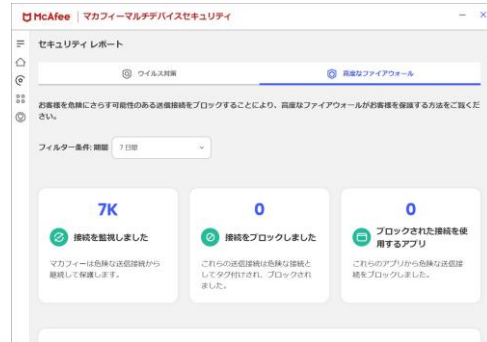 McAfee | マカフィーマルチデバイスセキュリティ
セキュリティ レポート
ウイルス対策
高度なファイアウォール
お客様を危険にさらす可能性のある送信接続をブロックすることにより、高度なファイアウォールがお客様を保護する方法をご覧くだ
さい。
フィルター条件: 期間
7 日間
7K
接続を監視しました
マカフィーは危険な送信接続から
継続して保護します。
0
接続をブロックしました
これらの送信接続は危険な接続と
してタグ付けされ、ブロックされ
ました。
0
ブロックされた接続を使
用するアプリ
これらのアプリから危険な送信接
続をブロックしました。